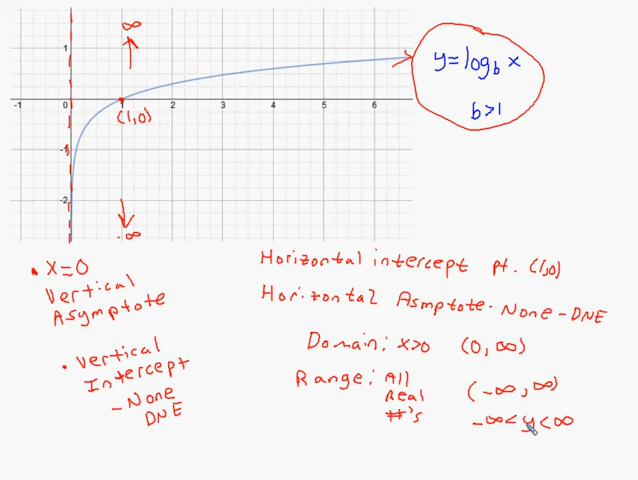 ∞
1
-1 0 1 2 3 4 5 6
(1,0)
-1
-2
-∞
y=log_b x
b>1
• x=0
Vertical
Asymptote
• Vertical
Intercept
- None
DNE
Horizontal intercept pt. (1,0)
Horizontal Asmptote - None - DNE
Domain: x>0 (0, ∞)
Range: All (-∞, ∞)
Real
#'s -∞<y<∞